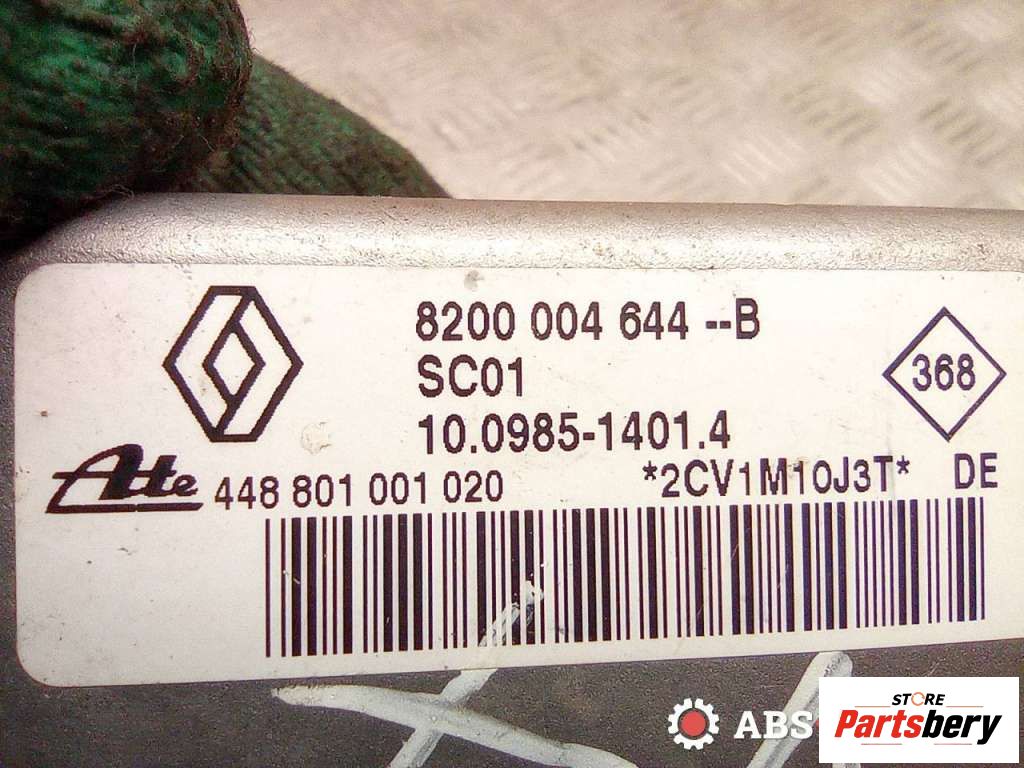 8200 004 644 --B
SC01
368
10.0985-1401.4
Ate 448 801 001 020 *2CV1M10J3T* DE
ABS
STORE
Partsbery